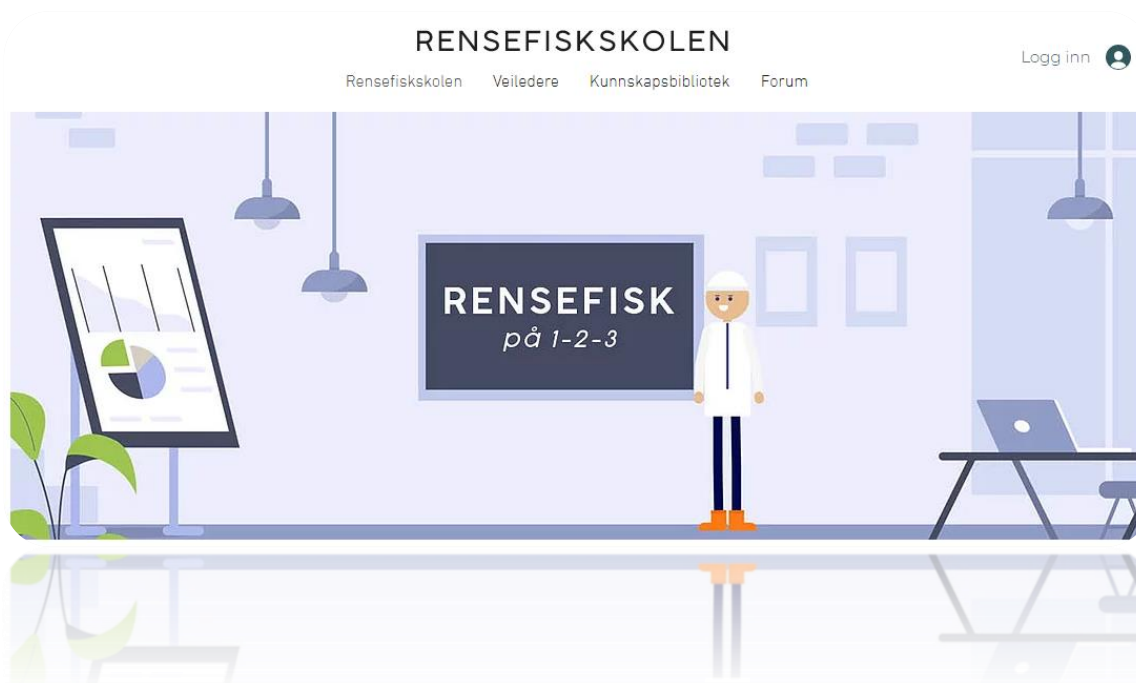 RENSEFISKSKOLEN
Logg inn
Rensefiskskolen Veiledere Kunnskapsbibliotek Forum
RENSEFISK
på 1-2-3